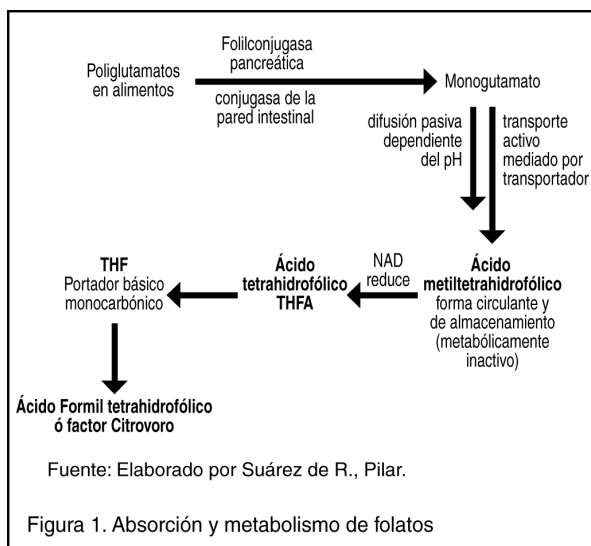 Folilconjugasa
pancreática
Poliglutamatos
en alimentos
conjugasa de la
pared intestinal
Monogutamato
difusión pasiva
dependiente
del pH
transporte
activo
mediado por
transportador
THF
Portador básico
monocarbónico
Ácido
tetrahidrofólico
THFA
NAD
reduce
Ácido
metiltetrahidrofólico
forma circulante y
de almacenamiento
(metabólicamente
inactivo)
Ácido Formil tetrahidrofólico
ó factor Citrovoro
Fuente: Elaborado por Suárez de R., Pilar.
Figura 1. Absorción y metabolismo de folatos